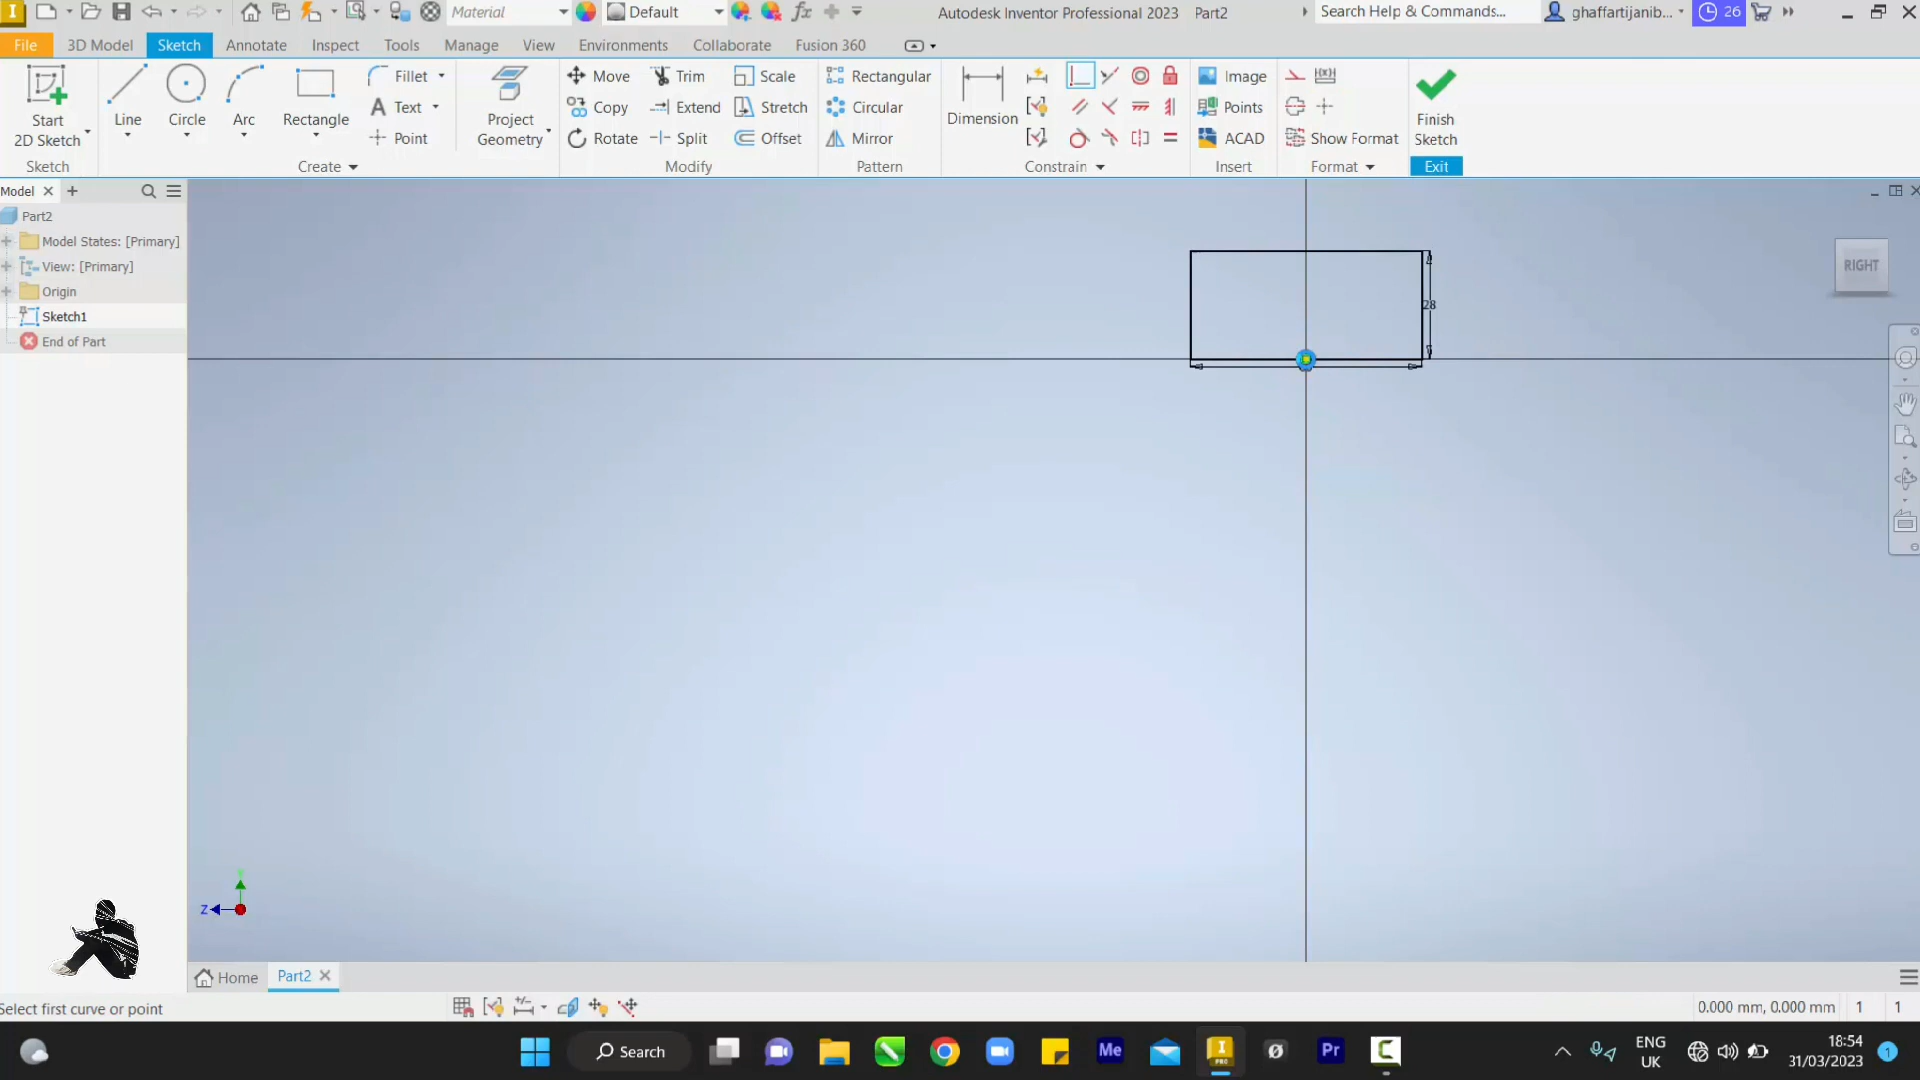 Material
Default
Autodesk Inventor Professional 2023 Part2
Search Help & Commands...
ghaffartijanib...
26
File
3D Model
Sketch
Annotate
Inspect
Tools
Manage
View
Environments
Collaborate
Fusion 360
Start
2D Sketch
Line
Circle
Arc
Rectangle
Fillet
Text
Point
Project
Geometry
Move
Copy
Rotate
Trim
Extend
Split
Scale
Stretch
Offset
Rectangular
Circular
Mirror
Dimension
Image
Points
ACAD
Show Format
Finish
Sketch
Sketch
Create
Modify
Pattern
Constrain
Insert
Format
Exit
Model
Part2
Model States: [Primary]
View: [Primary]
Origin
Sketch1
End of Part
28
RIGHT
Z
Home
Part2
Select first curve or point
0.000 mm, 0.000 mm
1
1
Search
Me
Pr
ENG
UK
18:54
31/03/2023
1